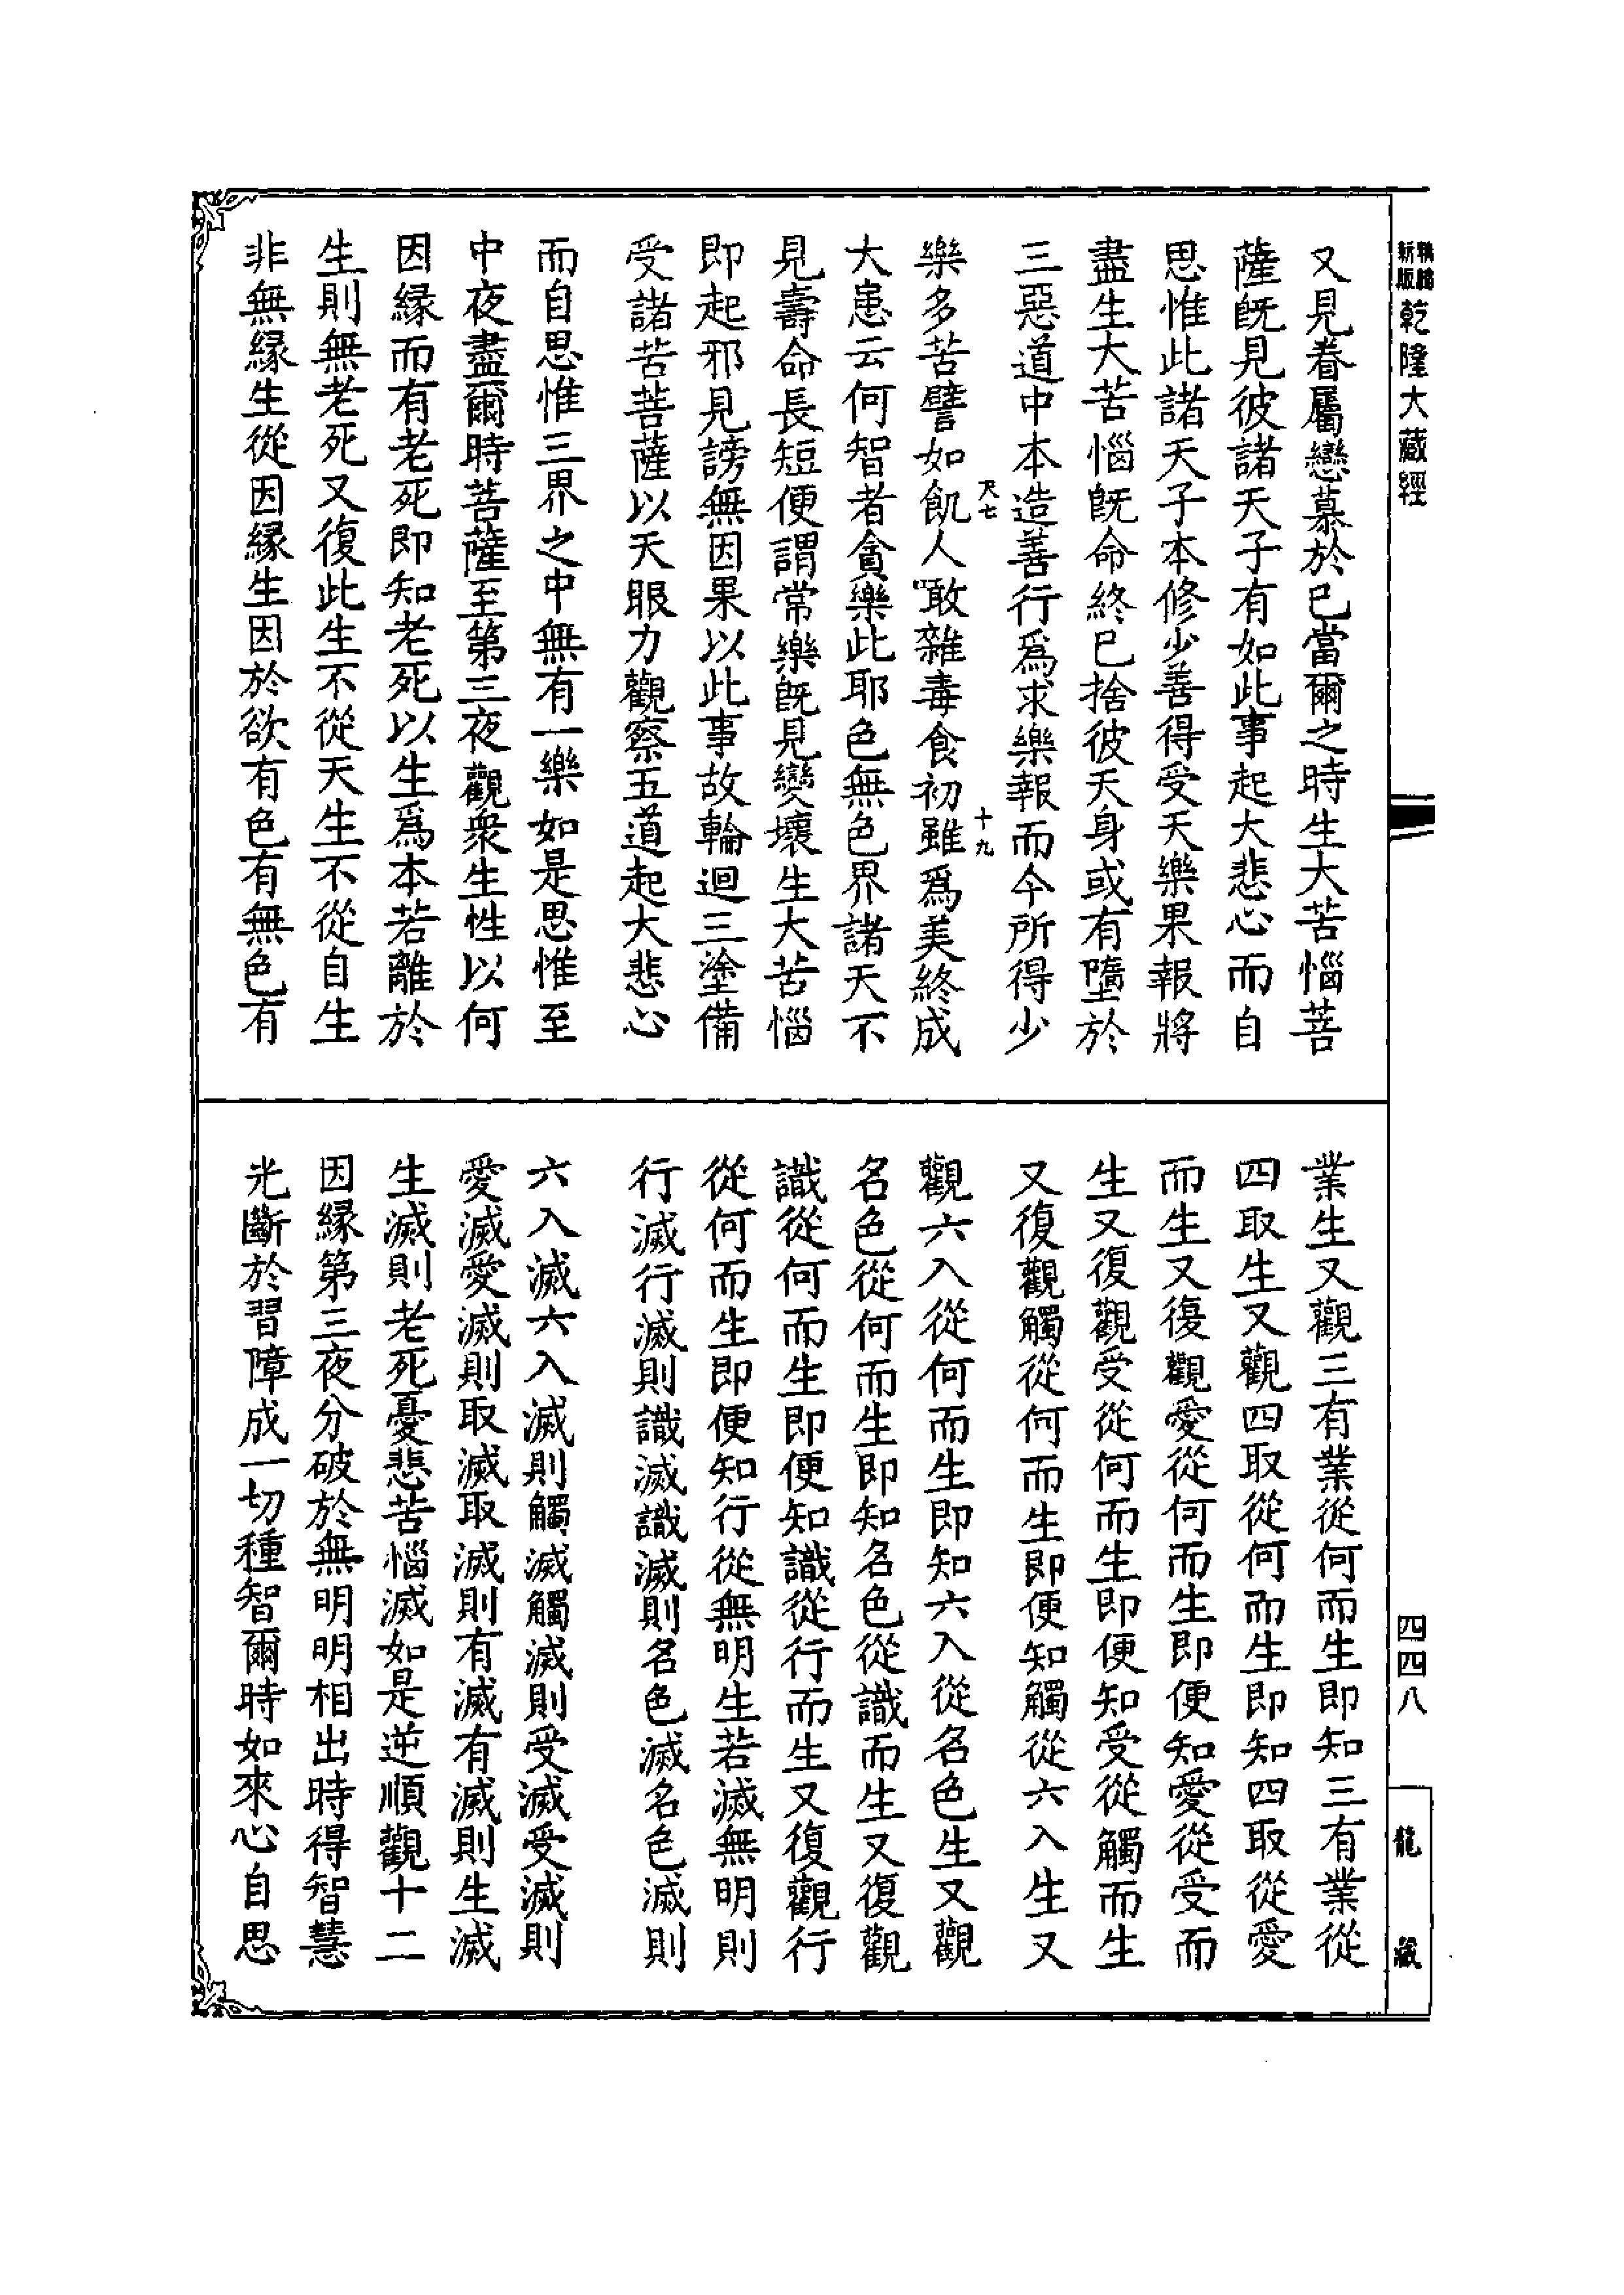 新版
乾隆大藏經
四四八
龍藏
又見眷屬戀慕於已當爾之時生大苦惱菩
薩旣見彼諸天子有如此事起大悲心而自
思惟此諸天子本修少善得受天樂果報將
盡生大苦惱旣命終已捨彼天身或有墮於
三惡道中本造善行爲求樂報而今所得少
尺七
十九
樂多苦譬如飢人噉雜毒食初雖爲美終成
大患云何智者貪樂此耶色無色界諸天不
見壽命長短便謂常樂旣見變壞生大苦惱
即起邪見謗無因果以此事故輪迴三塗備
受諸苦菩薩以天眼力觀察五道起大悲心
而自思惟三界之中無有一樂如是思惟至
中夜盡爾時菩薩至第三夜觀衆生性以何
因緣而有老死即知老死以生爲本若離於
生則無老死又復此生不從天生不從自生
非無緣生從因緣生因於欲有色有無色有
業生又觀三有業從何而生即知三有業從
四取生又觀四取從何而生即知四取從愛
而生又復觀愛從何而生即便知愛從受而
生又復觀受從何而生即便知受從觸而生
又復觀觸從何而生即便知觸從六入生又
觀六入從何而生即知六入從名色生又觀
名色從何而生即知名色從識而生又復觀
識從何而生即便知識從行而生又復觀行
從何而生即便知行從無明生若滅無明則
行滅行滅則識滅識滅則名色滅名色滅則
六入滅六入滅則觸滅觸滅則受滅受滅則
愛滅愛滅則取滅取滅則有滅有滅則生滅
生滅則老死憂悲苦惱滅如是逆順觀十二
因緣第三夜分破於無明明相出時得智慧
光斷於習障成一切種智爾時如來心自思